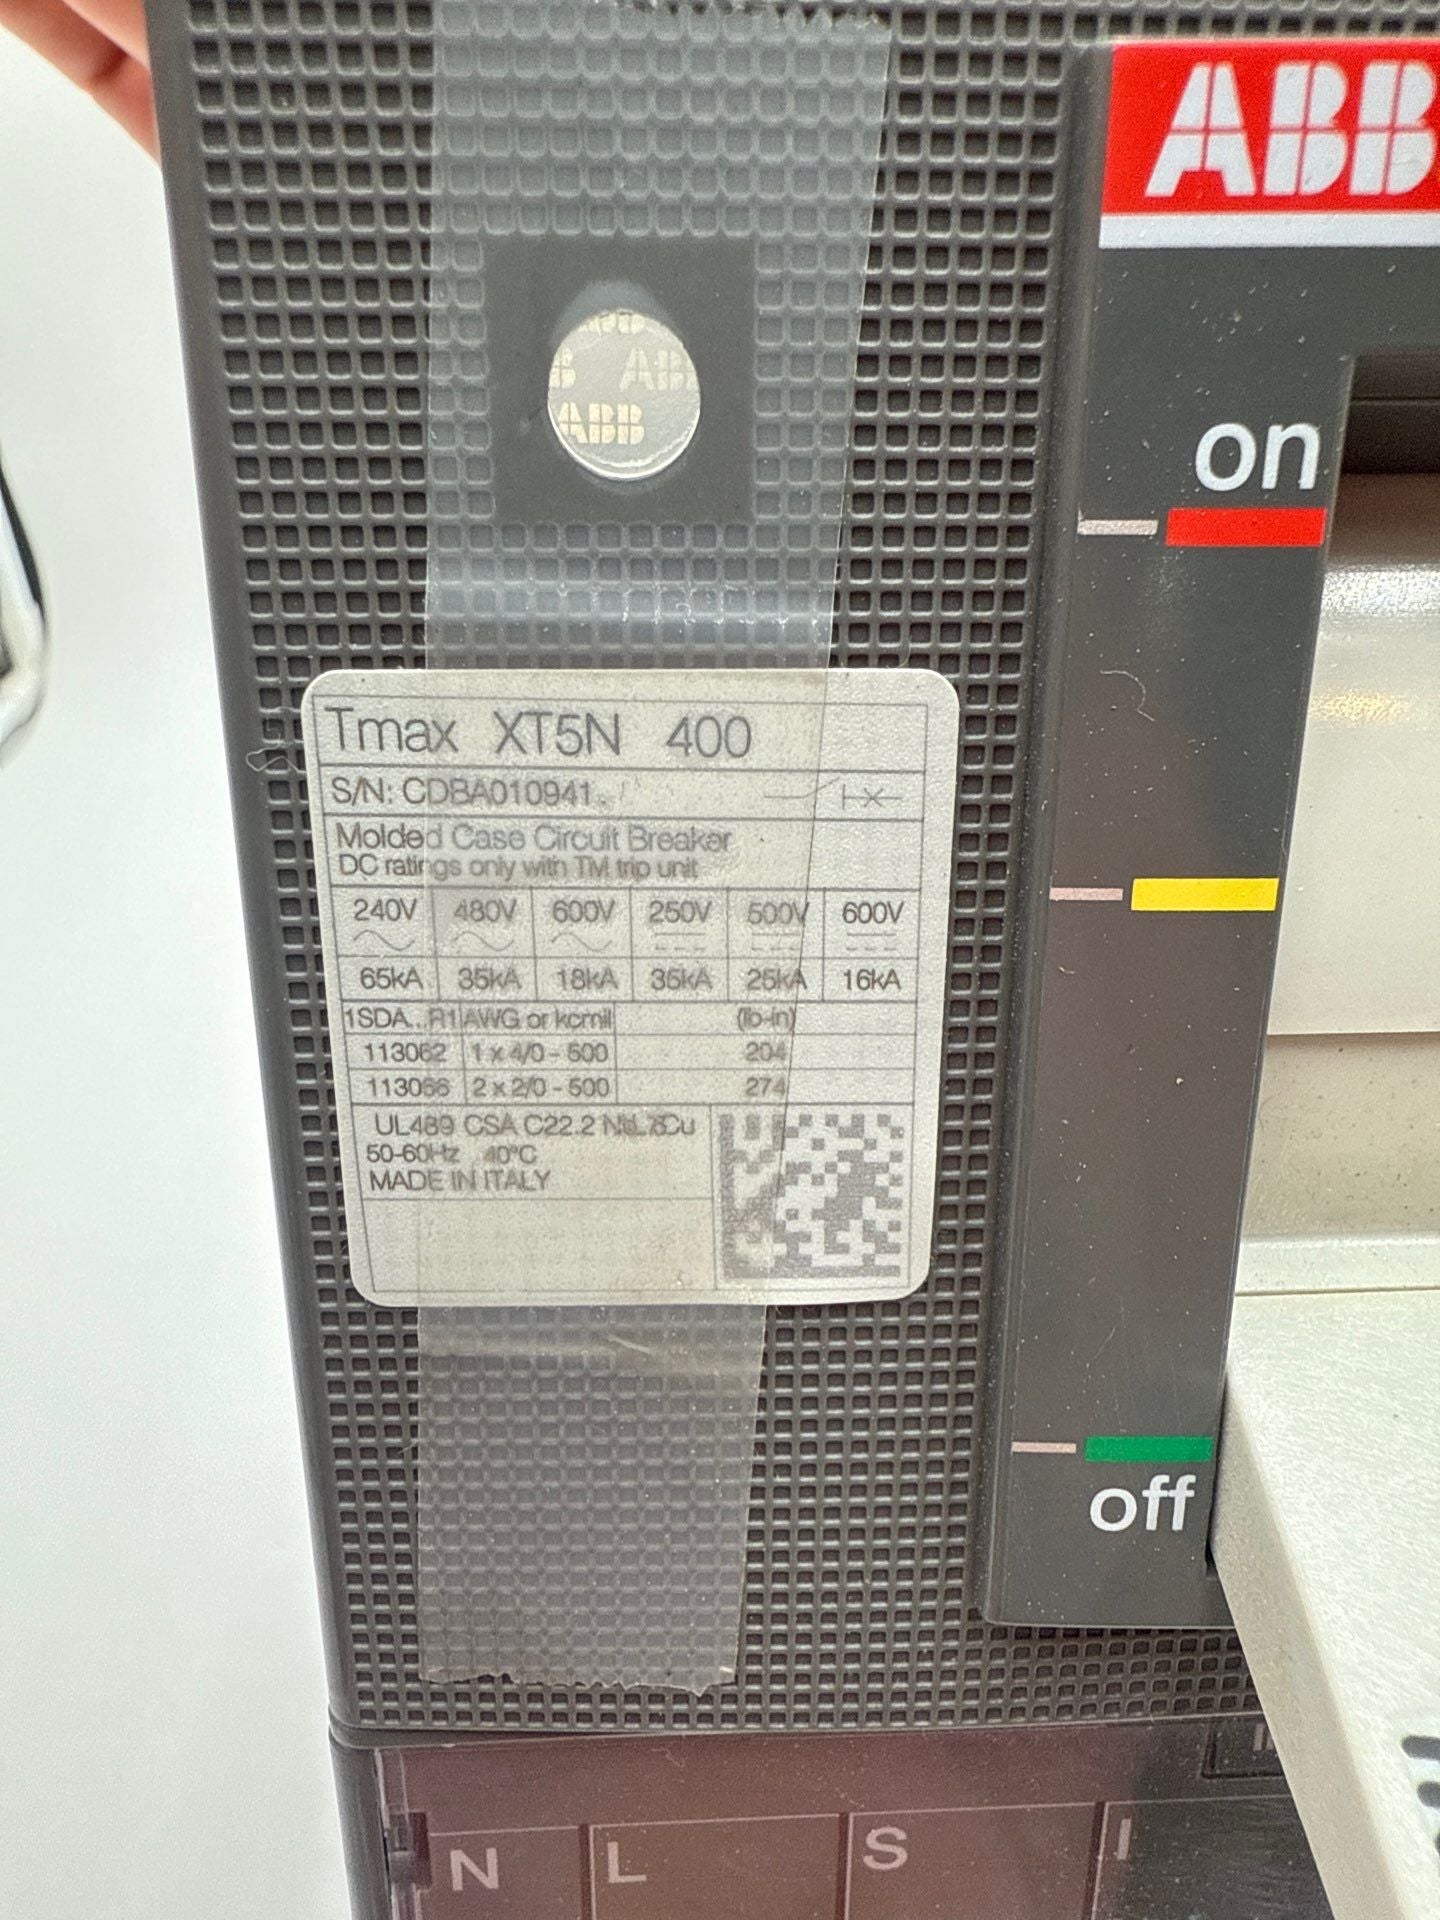 ABB
ABB
ABB
on
Tmax XT5N 400
S/N: CDBA010941
Molded Case Circuit Breaker
DC ratings only with TM trip unit
240V 480V 600V 250V 500V 600V
65kA 35kA 18kA 35kA 25kA 16kA
1SDA.. R1 AWG or kcmil (lb-in)
113062 1 x 4/0 - 500 204
113066 2 x 2/0 - 500 274
UL489 CSA C22.2
50-60Hz 40°C
MADE IN ITALY
off
N L S I